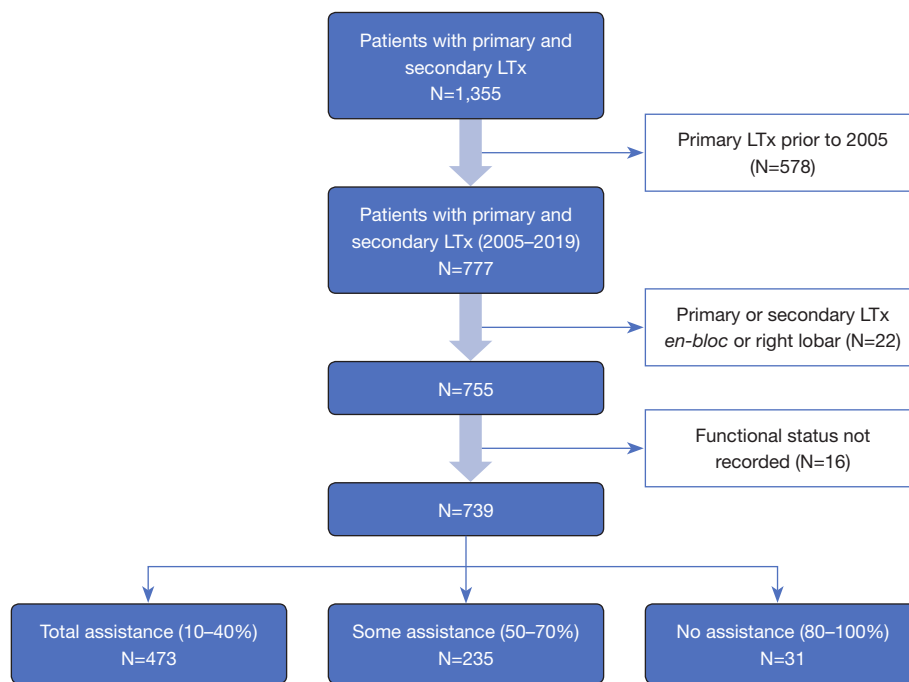 Patients with primary and
secondary LTx
N=1,355
Primary LTx prior to 2005
(N=578)
Patients with primary and
secondary LTx (2005–2019)
N=777
Primary or secondary LTx
en-bloc or right lobar (N=22)
N=755
Functional status not
recorded (N=16)
N=739
Total assistance (10–40%)
N=473
Some assistance (50–70%)
N=235
No assistance (80–100%)
N=31